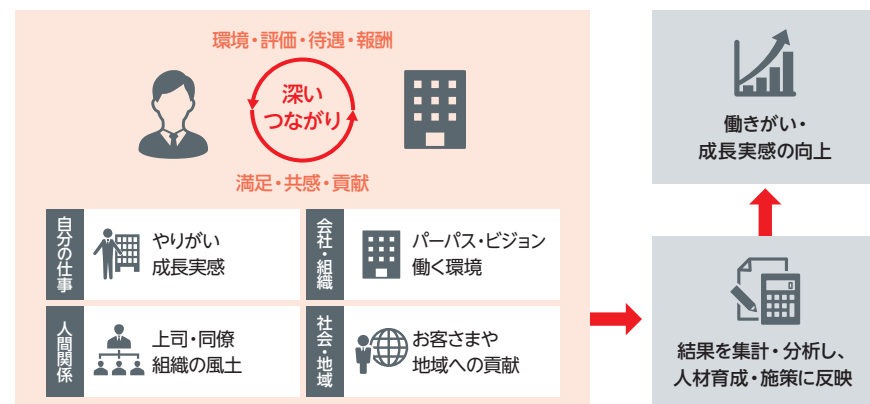 環境・評価・待遇・報酬
深い
つながり
満足・共感・貢献
自分の仕事
やりがい
成長実感
会社・組織
パーパス・ビジョン
働く環境
人間関係
上司・同僚
組織の風土
社会・地域
お客さまや
地域への貢献
結果を集計・分析し、
人材育成・施策に反映
働きがい・
成長実感の向上